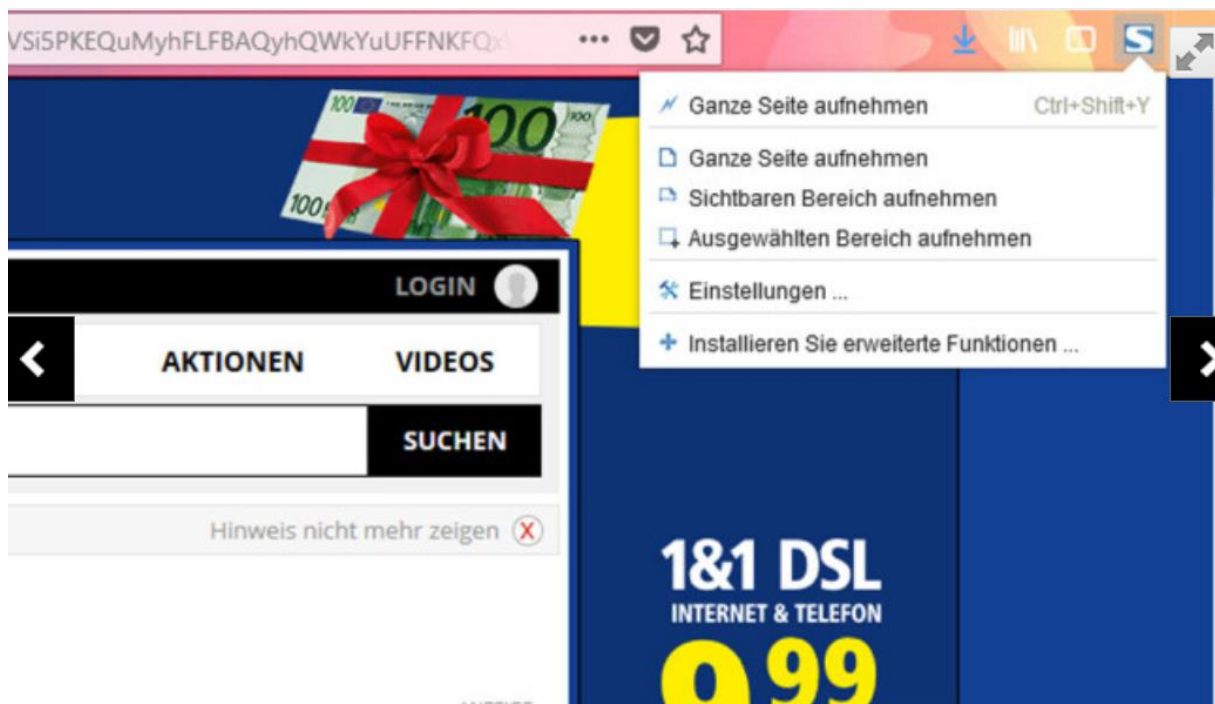 Ganze Seite aufnehmen Ctrl+Shift+Y
Ganze Seite aufnehmen
Sichtbaren Bereich aufnehmen
Ausgewählten Bereich aufnehmen
Einstellungen ...
Installieren Sie erweiterte Funktionen ...
100 100 100
100
LOGIN
AKTIONEN VIDEOS
SUCHEN
Hinweis nicht mehr zeigen X
1&1 DSL
INTERNET & TELEFON
9,99